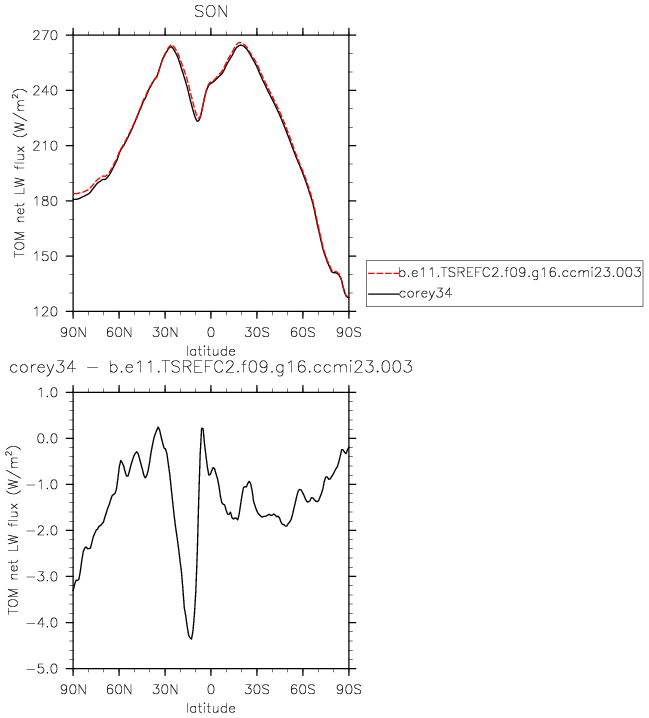 SON
270
240
210
180
150
120
TOM net LW flux (W/m²)
90N 60N 30N 0 30S 60S 90S
latitude
b.e11.TSREFC2.f09.g16.ccmi23.003
corey34
corey34 − b.e11.TSREFC2.f09.g16.ccmi23.003
1.0
0.0
−1.0
−2.0
−3.0
−4.0
−5.0
TOM net LW flux (W/m²)
90N 60N 30N 0 30S 60S 90S
latitude